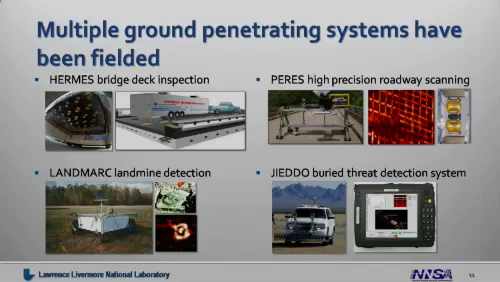 Multiple ground penetrating systems have
been fielded
▪ HERMES bridge deck inspection
▪ PERES high precision roadway scanning
▪ LANDMARC landmine detection
▪ JIEDDO buried threat detection system
Lawrence Livermore National Laboratory
NNSA
11